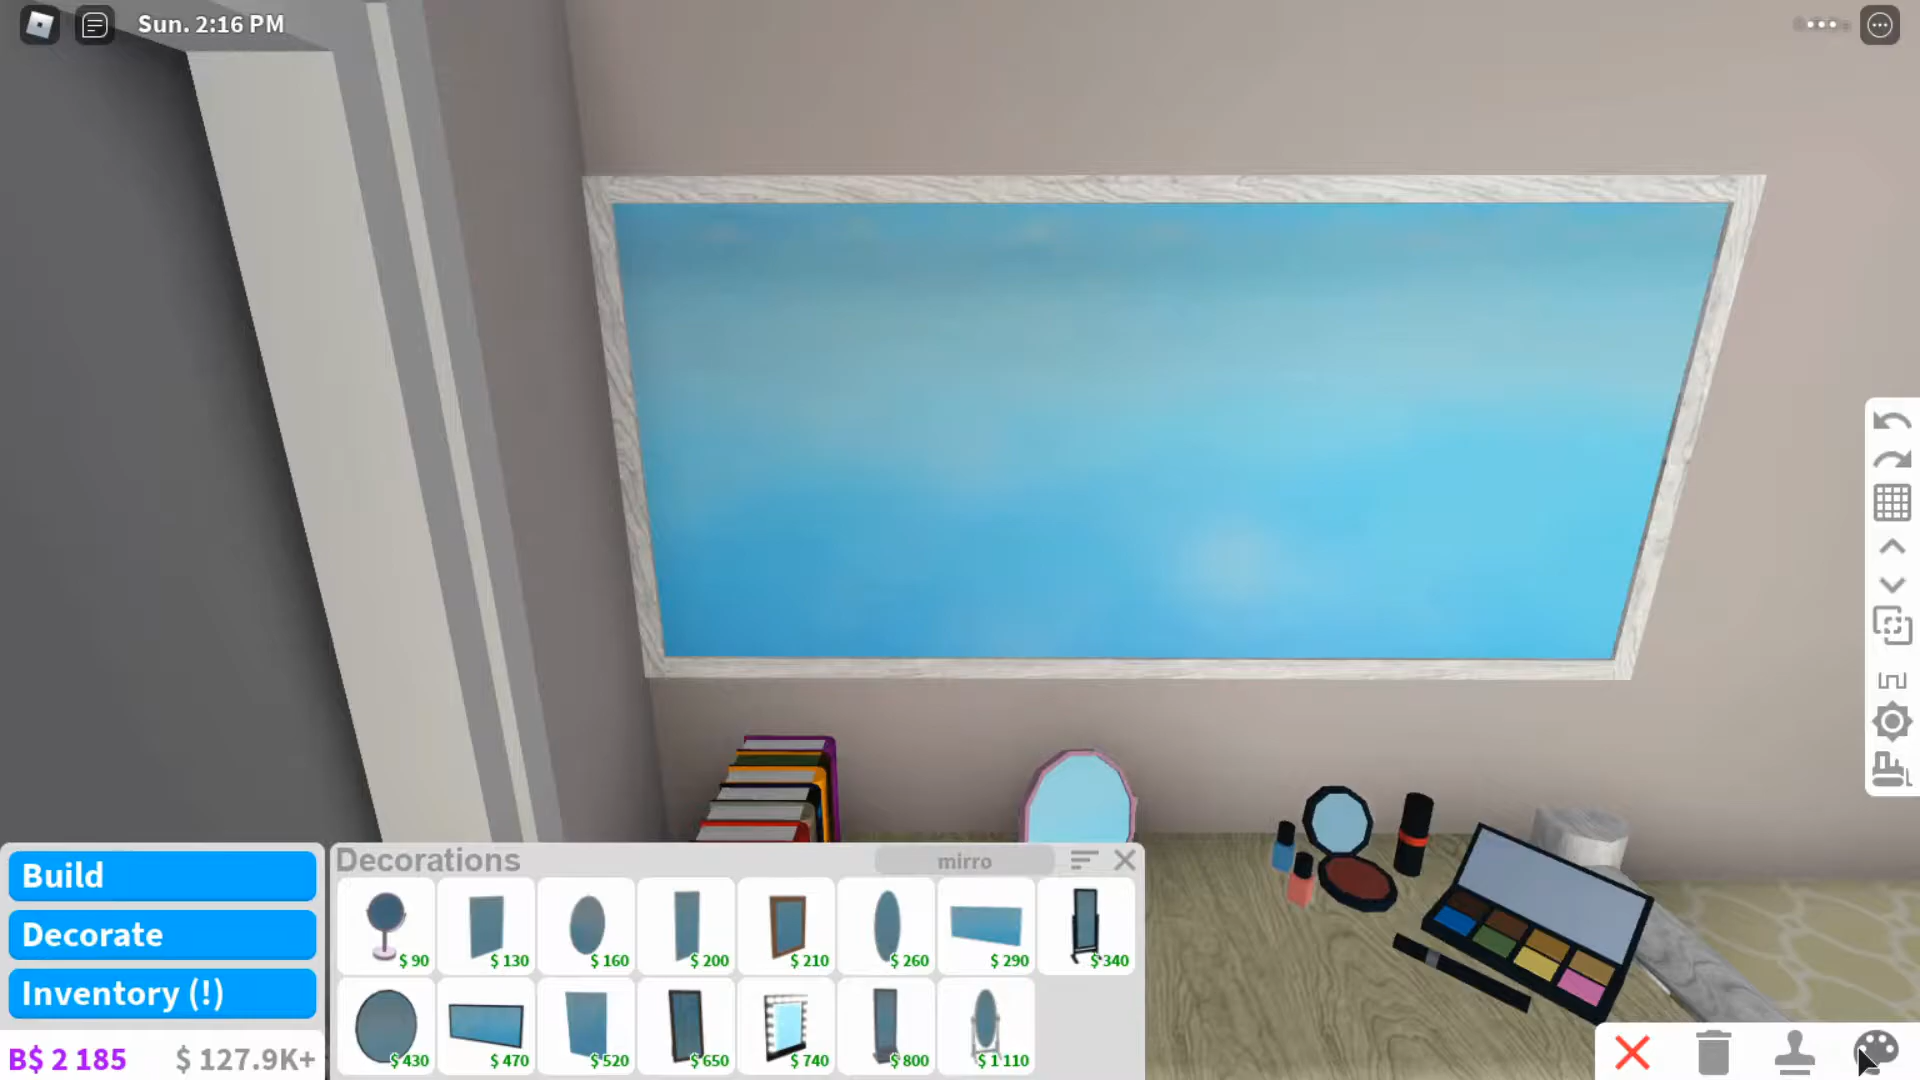 Sun. 2:16 PM
Build
Decorate
Inventory (!)
B$ 2 185
$ 127.9K+
Decorations
mirro
$ 90
$ 130
$ 160
$ 200
$ 210
$ 260
$ 290
$ 340
$ 430
$ 470
$ 520
$ 650
$ 740
$ 800
$ 1 110